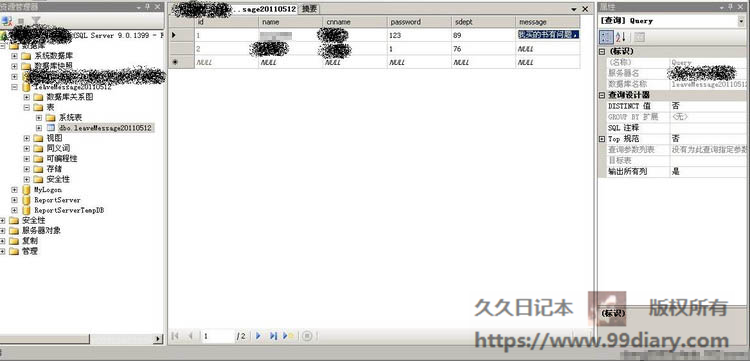 资源管理器
(SQL Server 9.0.1399 -
数据库
系统数据库
数据库快照
leaveMessage20110512
数据库关系图
表
系统表
dbo.leaveMessage20110512
视图
同义词
可编程性
存储
安全性
MyLogon
ReportServer
ReportServerTempDB
安全性
服务器对象
复制
管理
...sage20110512 摘要
id name cnname password sdept message
1 123 89 我买的书有问题，
2 1 76 NULL
NULL NULL NULL NULL NULL NULL
1 /2
属性
[查询] Query
(标识)
(名称) Query
服务器名
数据库名称 leaveMessage20110512
查询设计器
DISTINCT 值 否
GROUP BY 扩展 <无>
SQL 注释
Top 规范 否
查询参数列表 没有为此查询指定参数
目标表
输出所有列 是
(标识)
久久日记本 版权所有
https://www.99diary.com